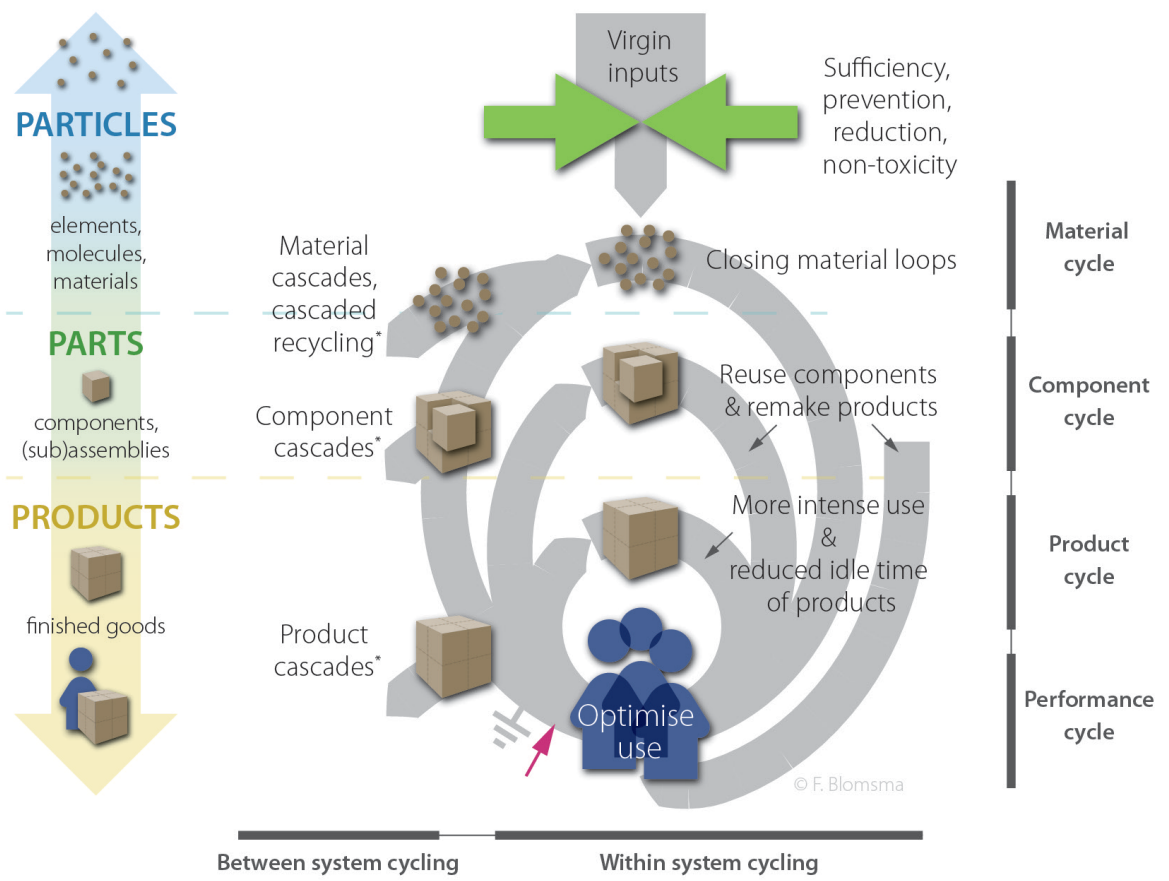 Virgin
inputs
Sufficiency,
prevention,
reduction,
non-toxicity
PARTICLES
elements,
molecules,
materials
PARTS
components,
(sub)assemblies
PRODUCTS
finished goods
Material
cascades,
cascaded
recycling*
Component
cascades*
Product
cascades*
Closing material loops
Reuse components
& remake products
More intense use
&
reduced idle time
of products
Optimise
use
© F. Blomsma
Material
cycle
Component
cycle
Product
cycle
Performance
cycle
Between system cycling
Within system cycling